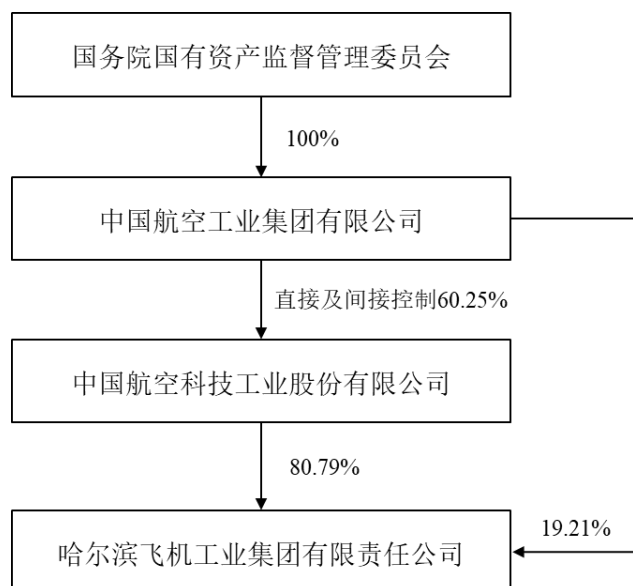 国务院国有资产监督管理委员会
100%
中国航空工业集团有限公司
直接及间接控制60.25%
中国航空科技工业股份有限公司
80.79%
19.21%
哈尔滨飞机工业集团有限责任公司